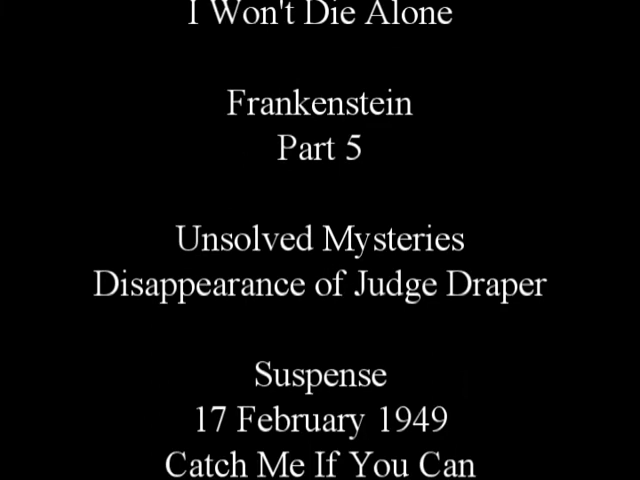 I Won't Die Alone
Frankenstein
Part 5
Unsolved Mysteries
Disappearance of Judge Draper
Suspense
17 February 1949
Catch Me If You Can